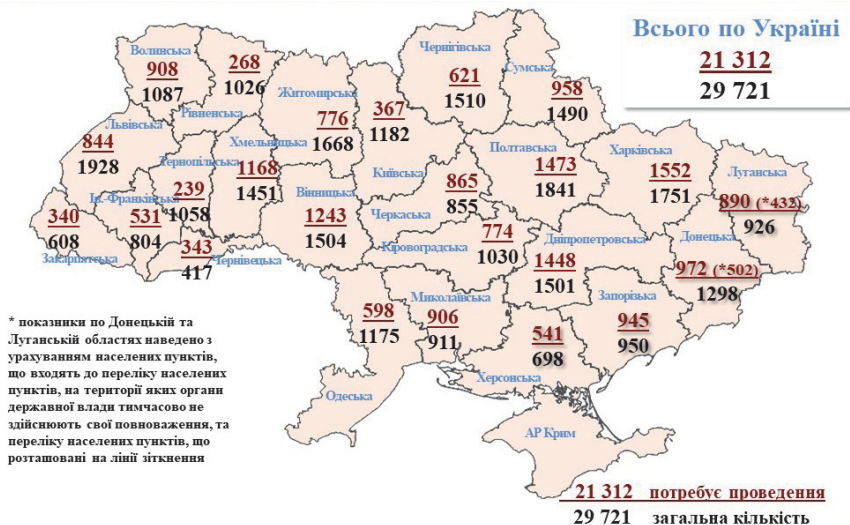 Всього по Україні
21 312
29 721
Волинська
908
1087
268
1026
Рівненська
Житомирська
776
1668
367
1182
Київська
Чернігівська
621
1510
Сумська
958
1490
Львівська
844
1928
Тернопільська
239
1058
Хмельницька
1168
1451
Вінницька
1243
1504
Черкаська
865
855
Полтавська
1473
1841
Харківська
1552
1751
Луганська
890 (*432)
926
Ів.-Франківська
531
804
340
608
Закарпатська
343
417
Чернівецька
Кіровоградська
774
1030
Дніпропетровська
1448
1501
Донецька
972 (*502)
1298
598
1175
Одеська
Миколаївська
906
911
541
698
Херсонська
Запорізька
945
950
АР Крим
* показники по Донецькій та
Луганській областях наведено з
урахуванням населених пунктів,
що входять до переліку населених
пунктів, на території яких органи
державної влади тимчасово не
здійснюють свої повноваження, та
переліку населених пунктів, що
розташовані на лінії зіткнення
21 312 потребує проведення
29 721 загальна кількість